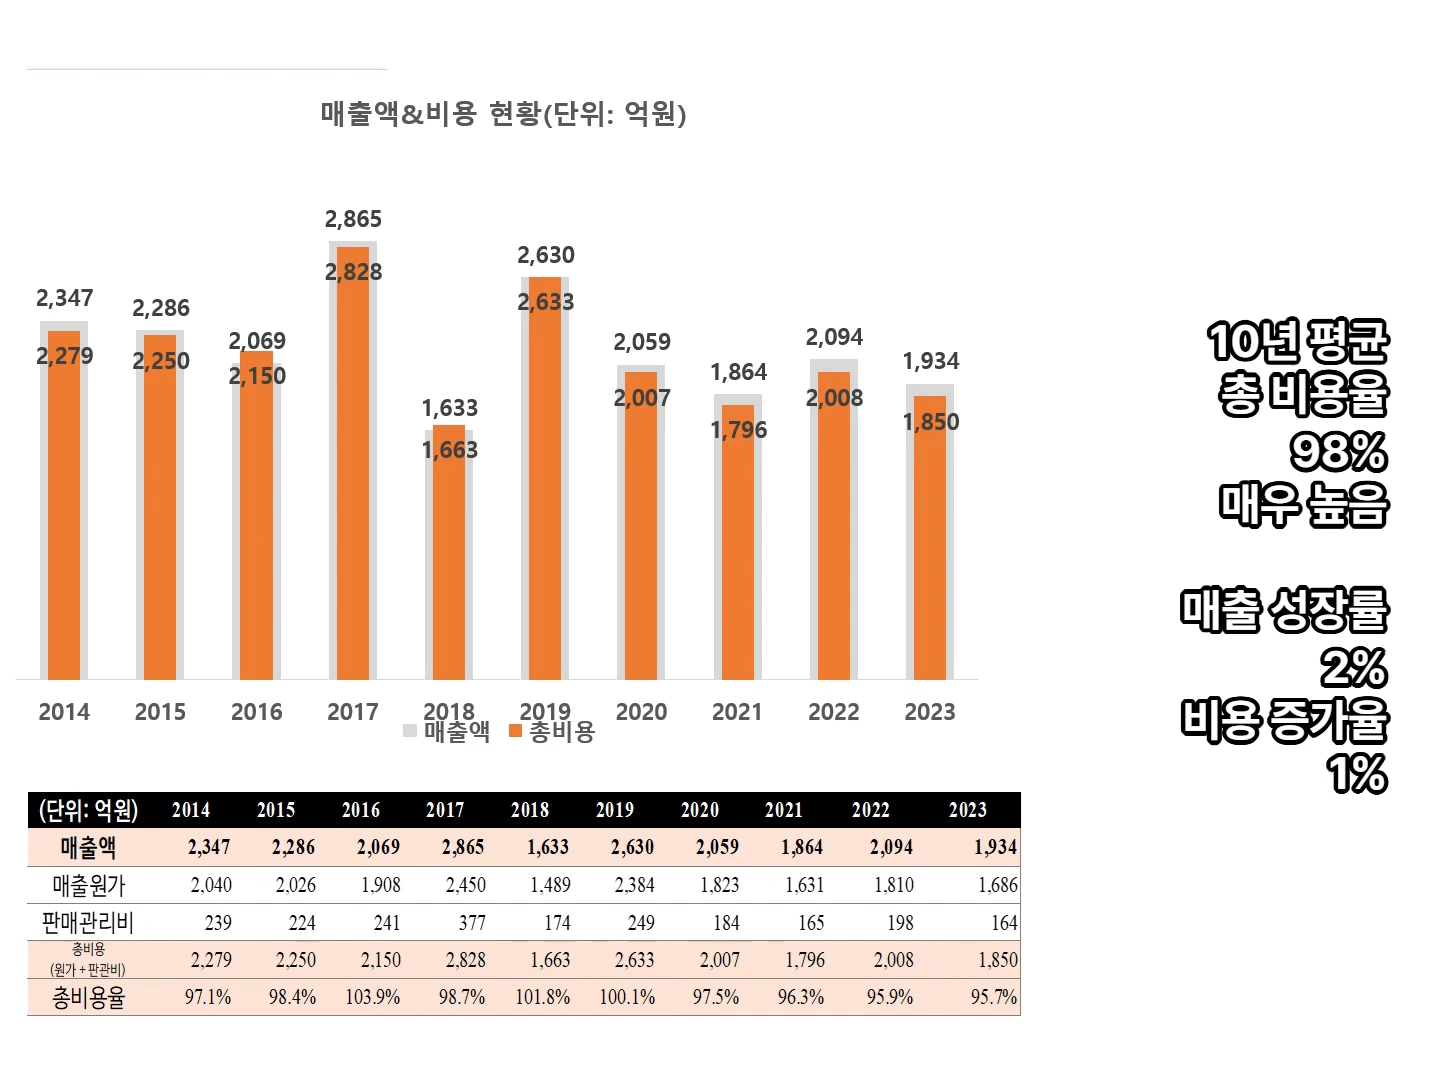 매출액&비용 현황(단위: 억원)
2,347 2,286 2,069 2,865 1,633 2,630 2,059 1,864 2,094 1,934
2,279 2,250 2,150 2,828 1,663 2,633 2,007 1,796 2,008 1,850
2014 2015 2016 2017 2018 2019 2020 2021 2022 2023
매출액 총비용
10년 평균
총 비용율
98%
매우 높음
매출 성장률
2%
비용 증가율
1%
(단위: 억원) 2014 2015 2016 2017 2018 2019 2020 2021 2022 2023
매출액 2,347 2,286 2,069 2,865 1,633 2,630 2,059 1,864 2,094 1,934
매출원가 2,040 2,026 1,908 2,450 1,489 2,384 1,823 1,631 1,810 1,686
판매관리비 239 224 241 377 174 249 184 165 198 164
총비용
(원가 + 판관비) 2,279 2,250 2,150 2,828 1,663 2,633 2,007 1,796 2,008 1,850
총비용율 97.1% 98.4% 103.9% 98.7% 101.8% 100.1% 97.5% 96.3% 95.9% 95.7%